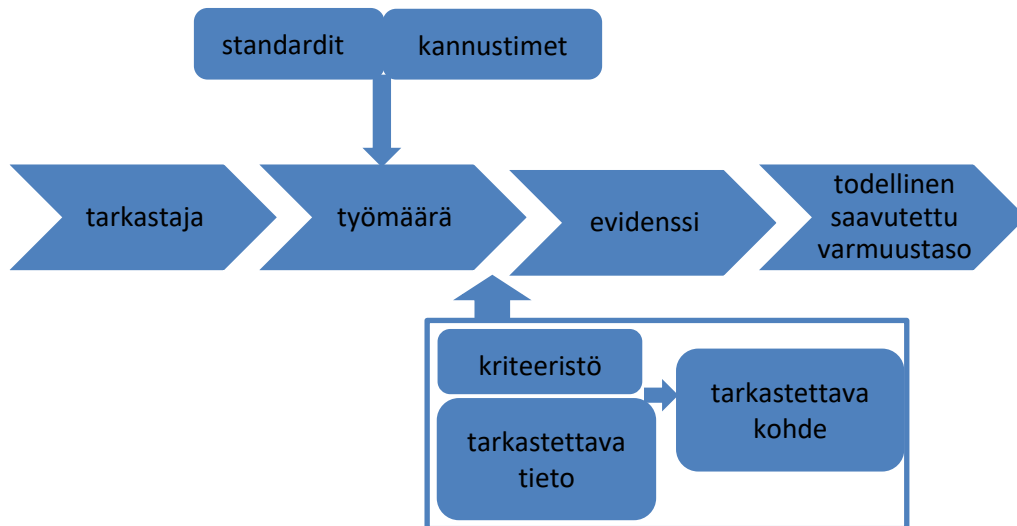 standardit
kannustimet
tarkastaja
työmäärä
evidenssi
todellinen
saavutettu
varmuustaso
kriteeristö
tarkastettava
tieto
tarkastettava
kohde